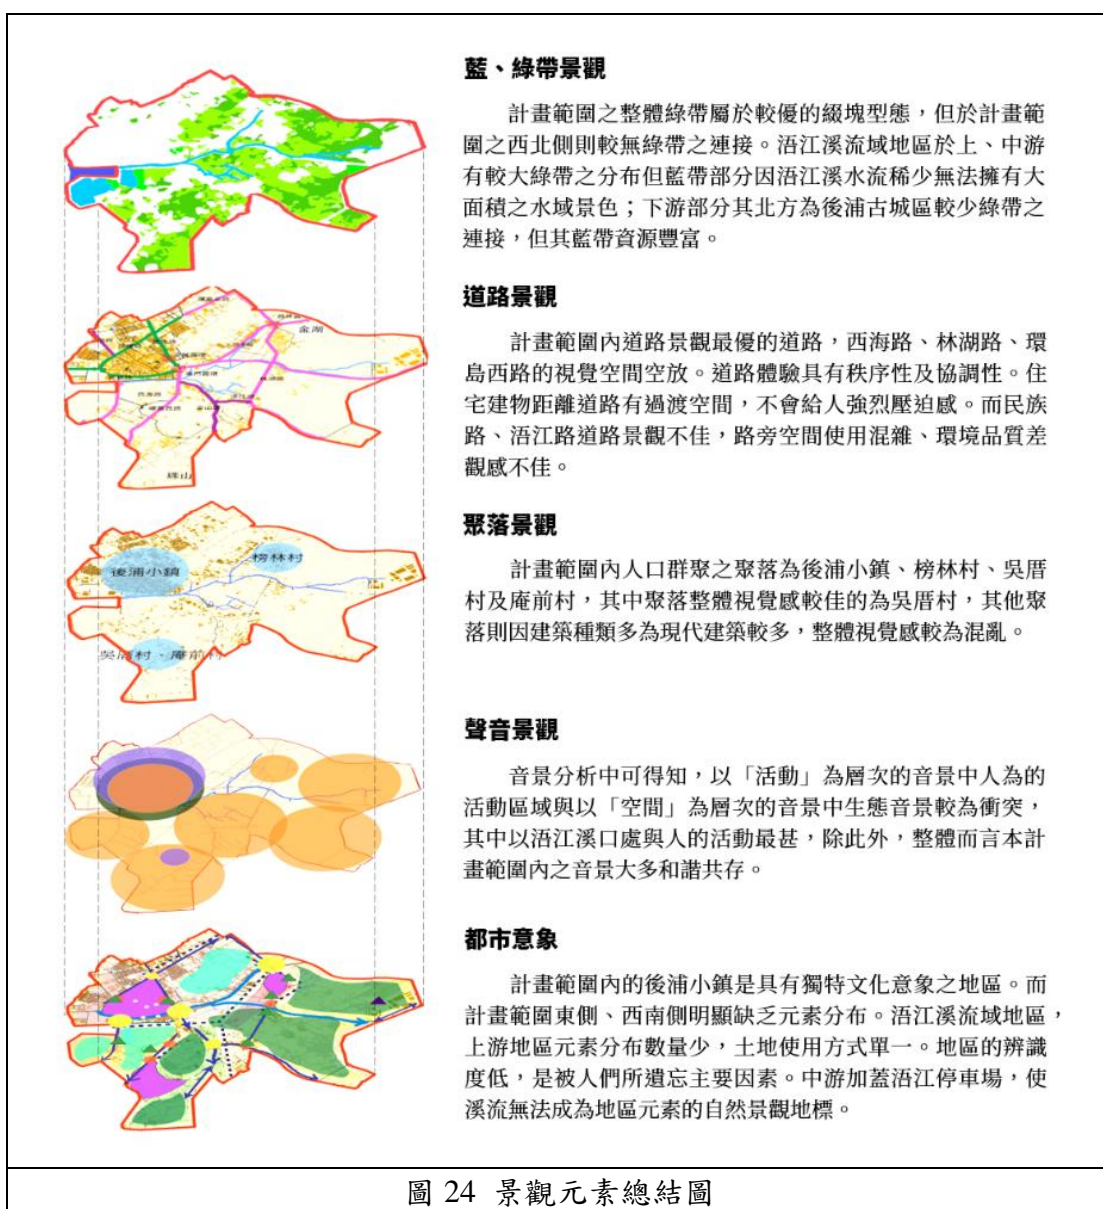 藍、綠帶景觀
計畫範圍之整體綠帶屬於較優的綴塊型態,但於計畫範
圍之西北側則較無綠帶之連接。浯江溪流域地區於上、中游
有較大綠帶之分布但藍帶部分因浯江溪水流稀少無法擁有大
面積之水域景色;下游部分其北方為後浦古城區較少綠帶之
連接,但其藍帶資源豐富。
道路景觀
計畫範圍內道路景觀最優的道路,西海路、林湖路、環
島西路的視覺空間空放。道路體驗具有秩序性及協調性。住
宅建物距離道路有過渡空間,不會給人強烈壓迫感。而民族
路、浯江路道路景觀不佳,路旁空間使用混雜、環境品質差
觀感不佳。
金湖
珠山
聚落景觀
計畫範圍內人口群聚之聚落為後浦小鎮、榜林村、吳厝
村及庵前村,其中聚落整體視覺感較佳的為吳厝村,其他聚
落則因建築種類多為現代建築較多,整體視覺感較為混亂。
榜林村
後浦小鎮
吳厝村、庵前村
聲音景觀
音景分析中可得知,以「活動」為層次的音景中人為的
活動區域與以「空間」為層次的音景中生態音景較為衝突,
其中以浯江溪口處與人的活動最甚,除此外,整體而言本計
畫範圍內之音景大多和諧共存。
都市意象
計畫範圍內的後浦小鎮是具有獨特文化意象之地區。而
計畫範圍東側、西南側明顯缺乏元素分布。浯江溪流域地區,
上游地區元素分布數量少,土地使用方式單一。地區的辨識
度低,是被人們所遺忘主要因素。中游加蓋浯江停車場,使
溪流無法成為地區元素的自然景觀地標。
圖 24 景觀元素總結圖